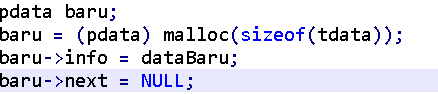 pdata baru;
baru = (pdata) malloc(sizeof(tdata));
baru->info = dataBaru;
baru->next = NULL;